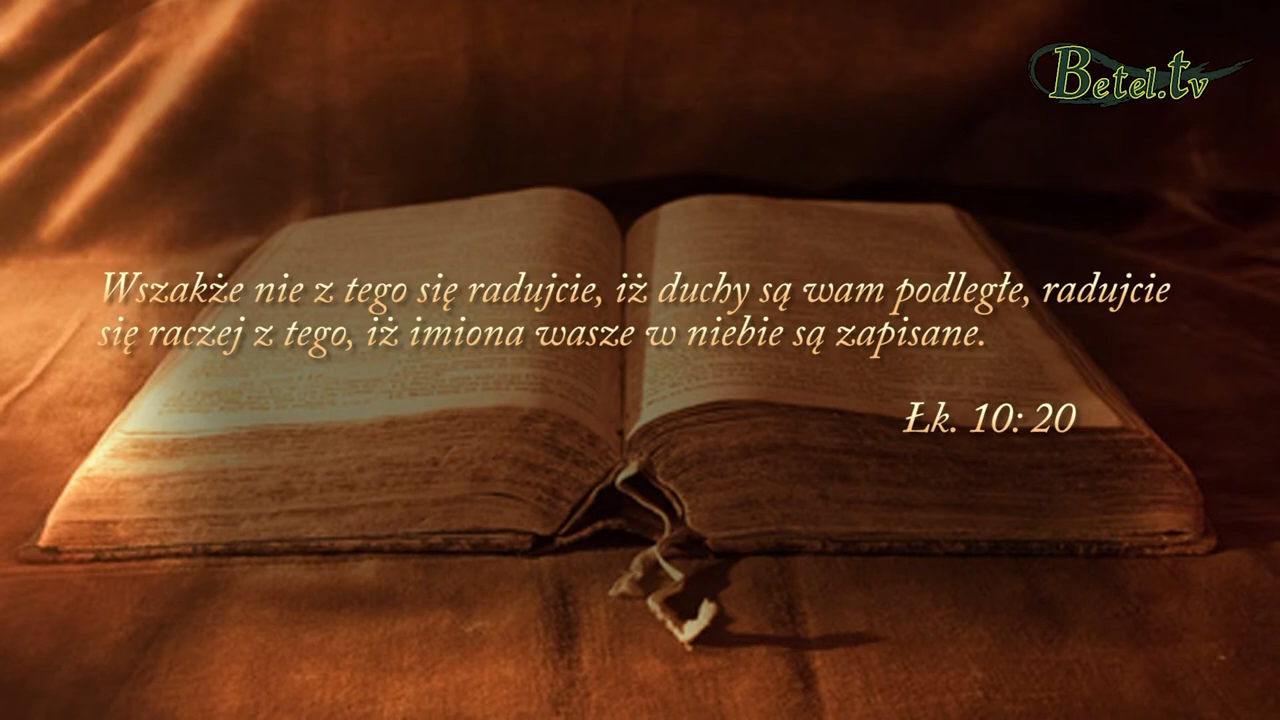 Betel.tv
Wszakże nie z tego się radujcie, iż duchy są wam podległe, radujcie
się raczej z tego, iż imiona wasze w niebie są zapisane.
Łk. 10: 20